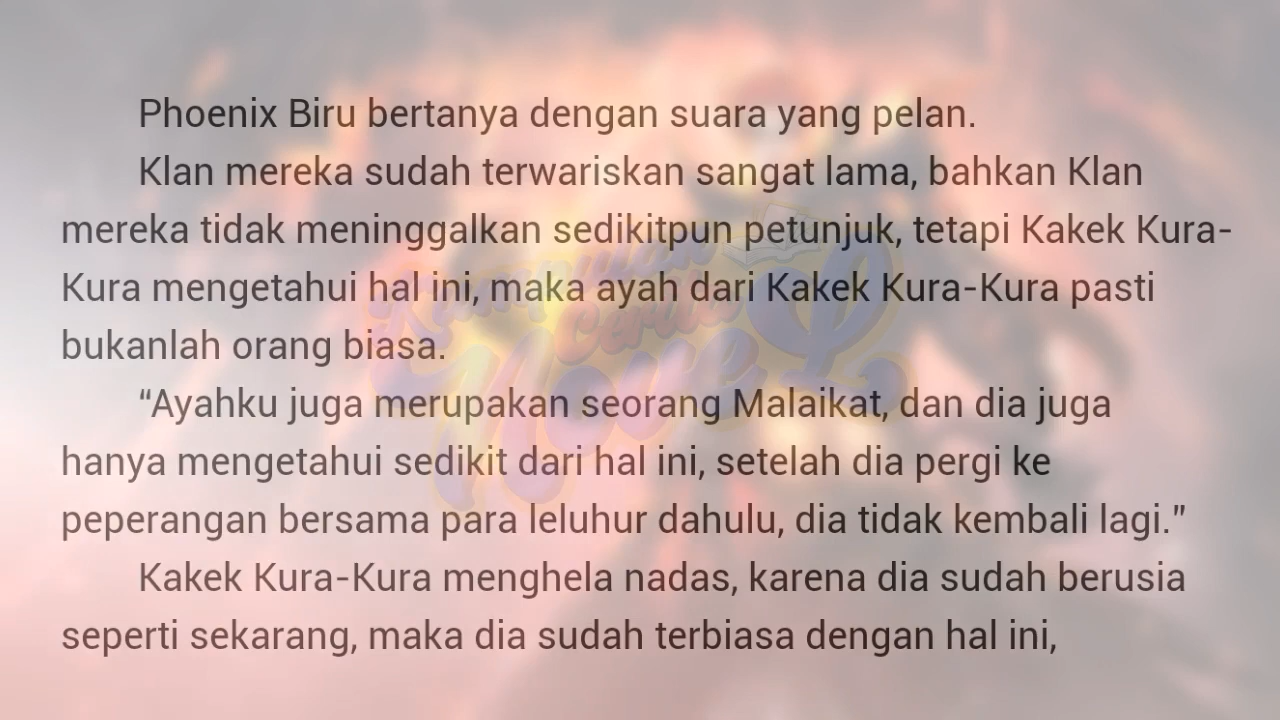 Phoenix Biru bertanya dengan suara yang pelan.
Klan mereka sudah terwariskan sangat lama, bahkan Klan
mereka tidak meninggalkan sedikitpun petunjuk, tetapi Kakek Kura-
Kura mengetahui hal ini, maka ayah dari Kakek Kura-Kura pasti
bukanlah orang biasa.
“Ayahku juga merupakan seorang Malaikat, dan dia juga
hanya mengetahui sedikit dari hal ini, setelah dia pergi ke
peperangan bersama para leluhur dahulu, dia tidak kembali lagi.”
Kakek Kura-Kura menghela nadas, karena dia sudah berusia
seperti sekarang, maka dia sudah terbiasa dengan hal ini,
Kumpulan
Cerita
Novel